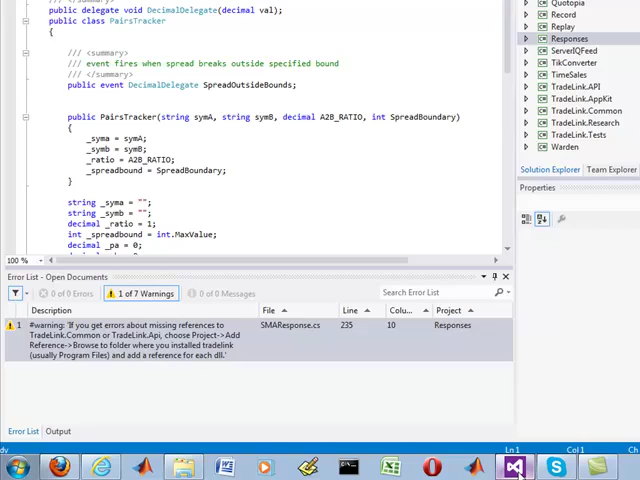 /// </summary>
public delegate void DecimalDelegate(decimal val);
public class PairsTracker
{
/// <summary>
/// event fires when spread breaks outside specified bound
/// </summary>
public event DecimalDelegate SpreadOutsideBounds;
public PairsTracker(string symA, string symB, decimal A2B_RATIO, int SpreadBoundary)
{
_syma = symA;
_symb = symB;
_ratio = A2B_RATIO;
_spreadbound = SpreadBoundary;
}
string _syma = "";
string _symb = "";
decimal _ratio = 1;
int _spreadbound = int.MaxValue;
decimal _pa = 0;
100 %
Quotopia
Record
Replay
Responses
ServerIQFeed
TikConverter
TimeSales
TradeLink.API
TradeLink.AppKit
TradeLink.Common
TradeLink.Research
TradeLink.Tests
Warden
Solution Explorer Team Explorer
Properties
Error List - Open Documents
0 of 0 Errors 1 of 7 Warnings 0 of 0 Messages Search Error List
Description File Line Colu... Project
1 #warning: 'If you get errors about missing references to SMAResponse.cs 235 10 Responses
TradeLink.Common or TradeLink.Api, choose Project->Add
Reference->Browse to folder where you installed tradelink
(usually Program Files) and add a reference for each dll.'
Error List Output
dy Ln 1 Col 1 Ch